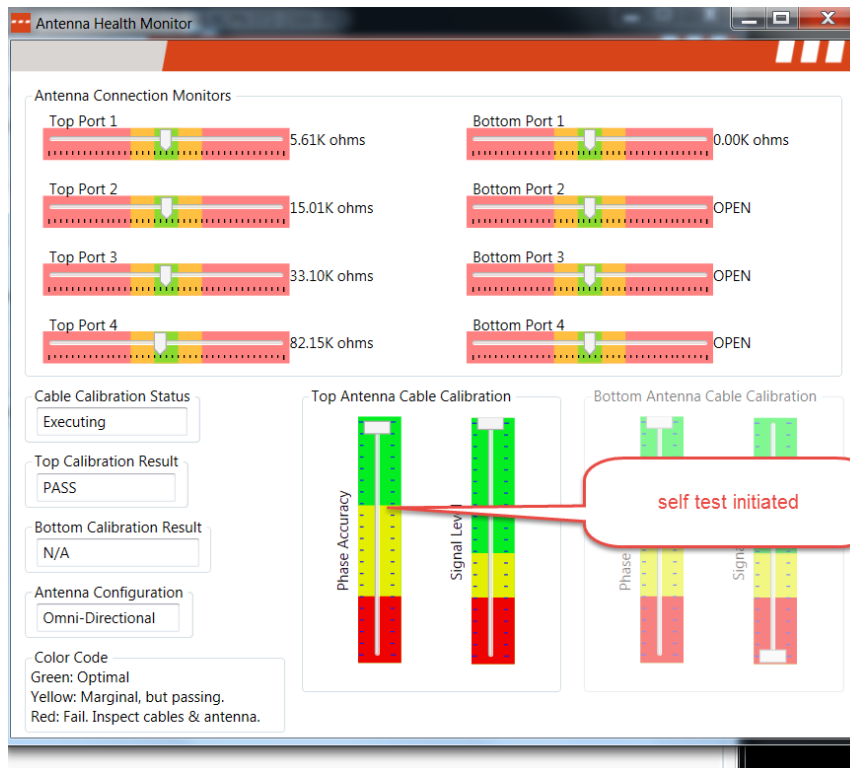 Antenna Health Monitor
Antenna Connection Monitors
Top Port 1
5.61K ohms
Bottom Port 1
0.00K ohms
Top Port 2
15.01K ohms
Bottom Port 2
OPEN
Top Port 3
33.10K ohms
Bottom Port 3
OPEN
Top Port 4
82.15K ohms
Bottom Port 4
OPEN
Cable Calibration Status
Executing
Top Calibration Result
PASS
Bottom Calibration Result
N/A
Antenna Configuration
Omni-Directional
Color Code
Green: Optimal
Yellow: Marginal, but passing.
Red: Fail. Inspect cables & antenna.
Top Antenna Cable Calibration
Phase Accuracy
Signal Level
Bottom Antenna Cable Calibration
self test initiated
Phase